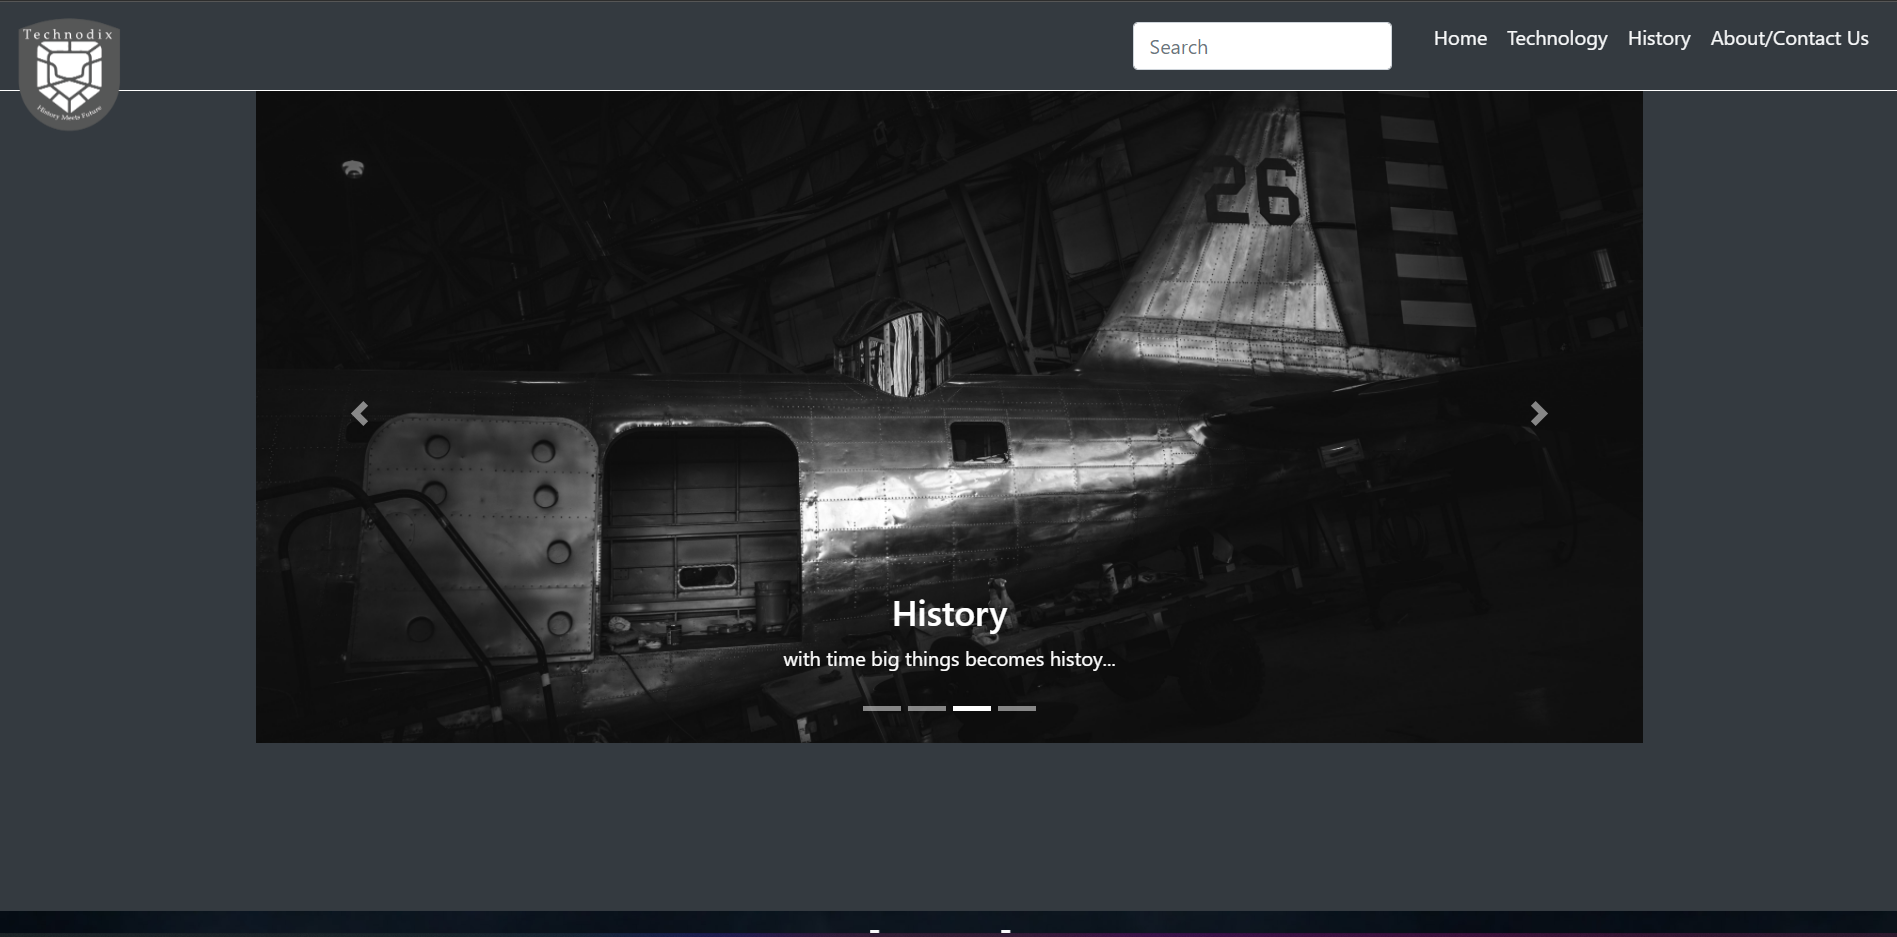 Technodix
History Meets Future
Search
Home Technology History About/Contact Us
26
History
with time big things becomes histoy...